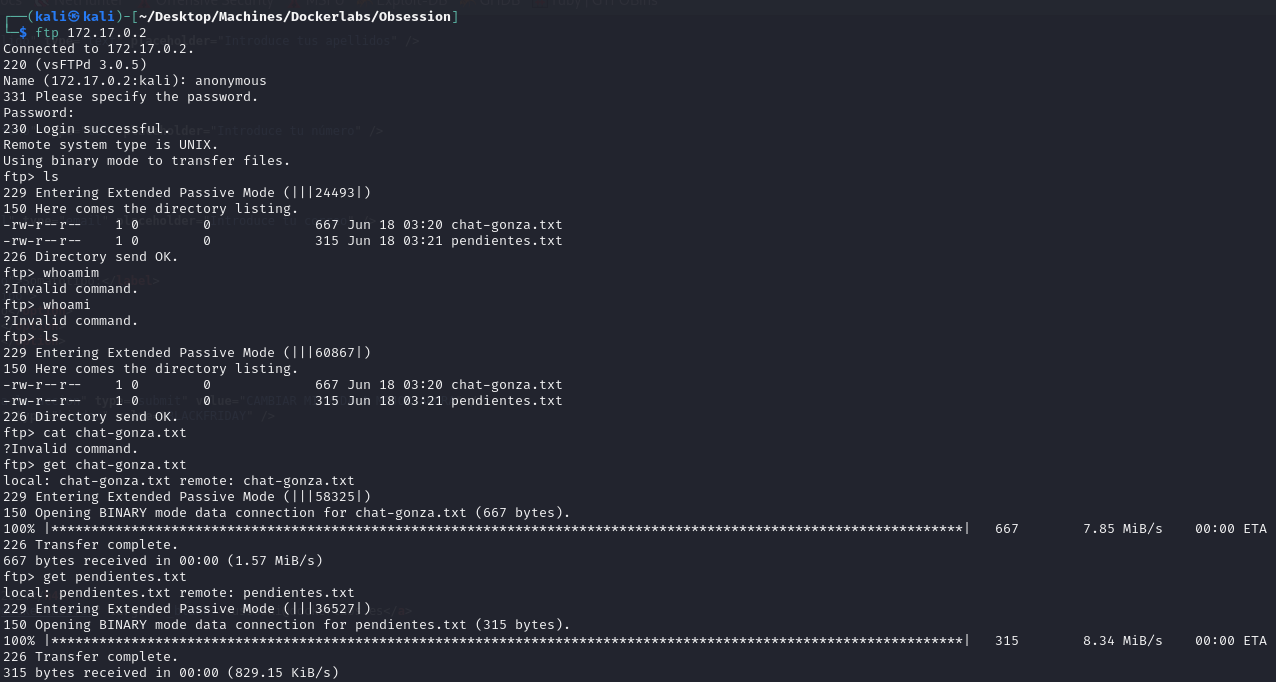 ┌──(kali㉿kali)-[~/Desktop/Machines/Dockerlabs/Obsession]
└─$ ftp 172.17.0.2
Connected to 172.17.0.2.
220 (vsFTPd 3.0.5)
Name (172.17.0.2:kali): anonymous
331 Please specify the password.
Password:
230 Login successful.
Remote system type is UNIX.
Using binary mode to transfer files.
ftp> ls
229 Entering Extended Passive Mode (|||24493|)
150 Here comes the directory listing.
-rw-r--r--    1 0        0             667 Jun 18 03:20 chat-gonza.txt
-rw-r--r--    1 0        0             315 Jun 18 03:21 pendientes.txt
226 Directory send OK.
ftp> whoamim
?Invalid command.
ftp> whoami
?Invalid command.
ftp> ls
229 Entering Extended Passive Mode (|||60867|)
150 Here comes the directory listing.
-rw-r--r--    1 0        0             667 Jun 18 03:20 chat-gonza.txt
-rw-r--r--    1 0        0             315 Jun 18 03:21 pendientes.txt
226 Directory send OK.
ftp> cat chat-gonza.txt
?Invalid command.
ftp> get chat-gonza.txt
local: chat-gonza.txt remote: chat-gonza.txt
229 Entering Extended Passive Mode (|||58325|)
150 Opening BINARY mode data connection for chat-gonza.txt (667 bytes).
100% |******************************************************************************************************************|   667        7.85 MiB/s    00:00 ETA
226 Transfer complete.
667 bytes received in 00:00 (1.57 MiB/s)
ftp> get pendientes.txt
local: pendientes.txt remote: pendientes.txt
229 Entering Extended Passive Mode (|||36527|)
150 Opening BINARY mode data connection for pendientes.txt (315 bytes).
100% |******************************************************************************************************************|   315        8.34 MiB/s    00:00 ETA
226 Transfer complete.
315 bytes received in 00:00 (829.15 KiB/s)